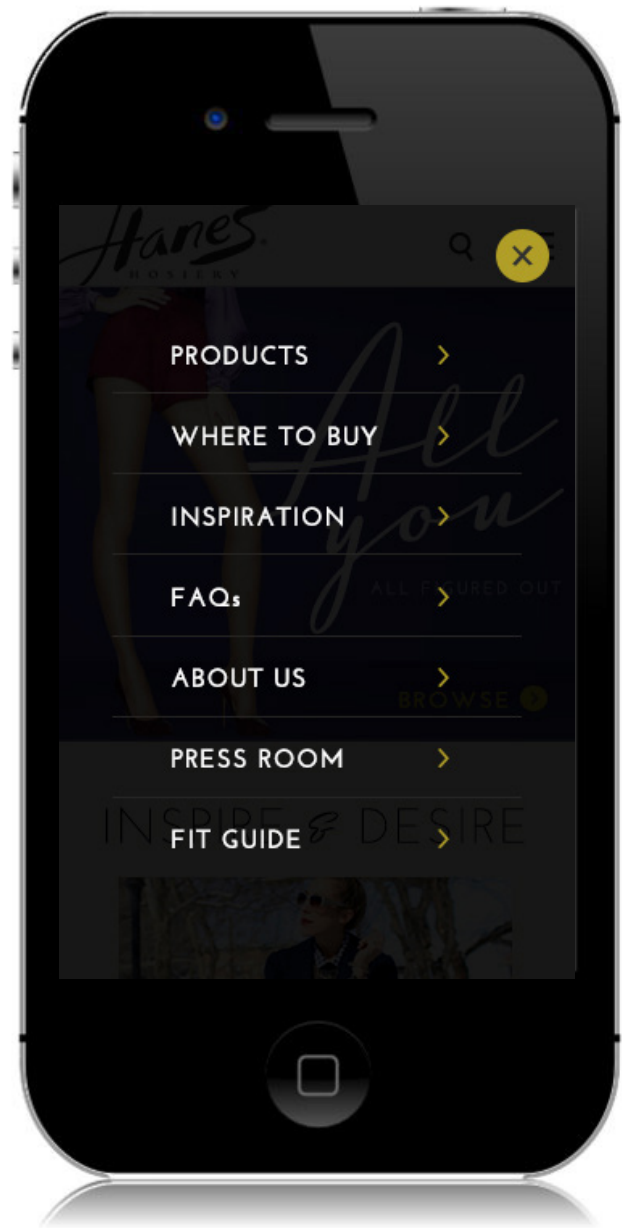 Hanes
HOSIERY
PRODUCTS
WHERE TO BUY
INSPIRATION
FAQs
ABOUT US
PRESS ROOM
FIT GUIDE
All
you
ALL FIGURED OUT
BROWSE
INSPIRE & DESIRE